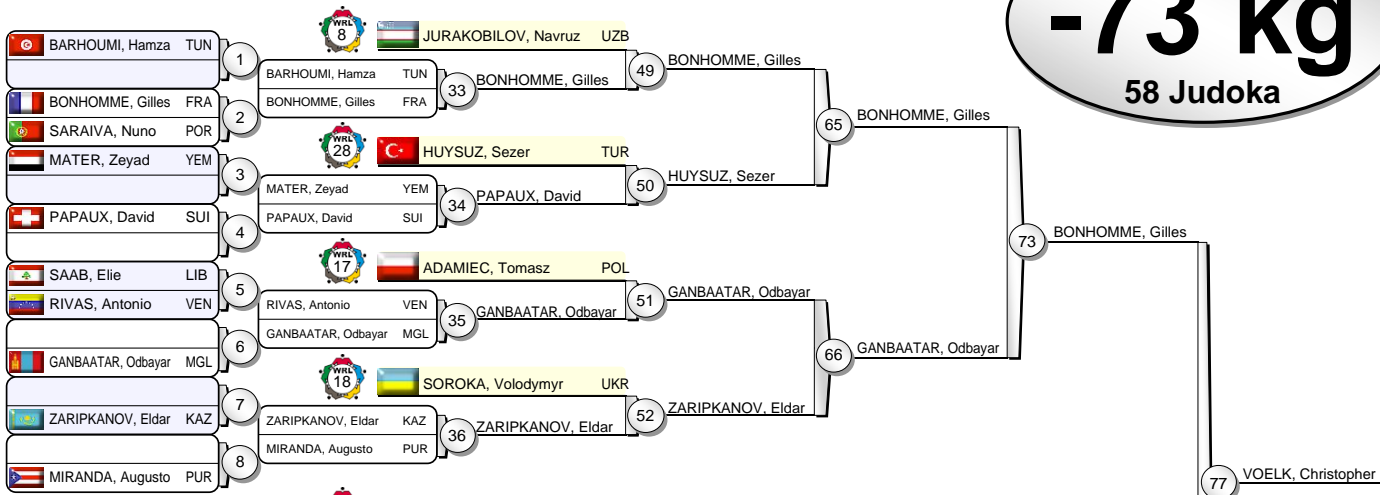 -73 kg
58 Judoka
WRL
8
JURAKOBILOV, Navruz UZB
BARHOUMI, Hamza TUN
1
BARHOUMI, Hamza TUN
BONHOMME, Gilles FRA
33
BONHOMME, Gilles
49
BONHOMME, Gilles
BONHOMME, Gilles FRA
SARAIVA, Nuno POR
2
65
BONHOMME, Gilles
WRL
28
HUYSUZ, Sezer TUR
MATER, Zeyad YEM
3
MATER, Zeyad YEM
PAPAUX, David SUI
34
PAPAUX, David
50
HUYSUZ, Sezer
PAPAUX, David SUI
4
73
BONHOMME, Gilles
WRL
17
ADAMIEC, Tomasz POL
SAAB, Elie LIB
RIVAS, Antonio VEN
5
RIVAS, Antonio VEN
GANBAATAR, Odbayar MGL
35
GANBAATAR, Odbayar
51
GANBAATAR, Odbayar
GANBAATAR, Odbayar MGL
6
66
GANBAATAR, Odbayar
WRL
18
SOROKA, Volodymyr UKR
ZARIPKANOV, Eldar KAZ
7
ZARIPKANOV, Eldar KAZ
MIRANDA, Augusto PUR
36
ZARIPKANOV, Eldar
52
ZARIPKANOV, Eldar
MIRANDA, Augusto PUR
8
77
VOELK, Christopher